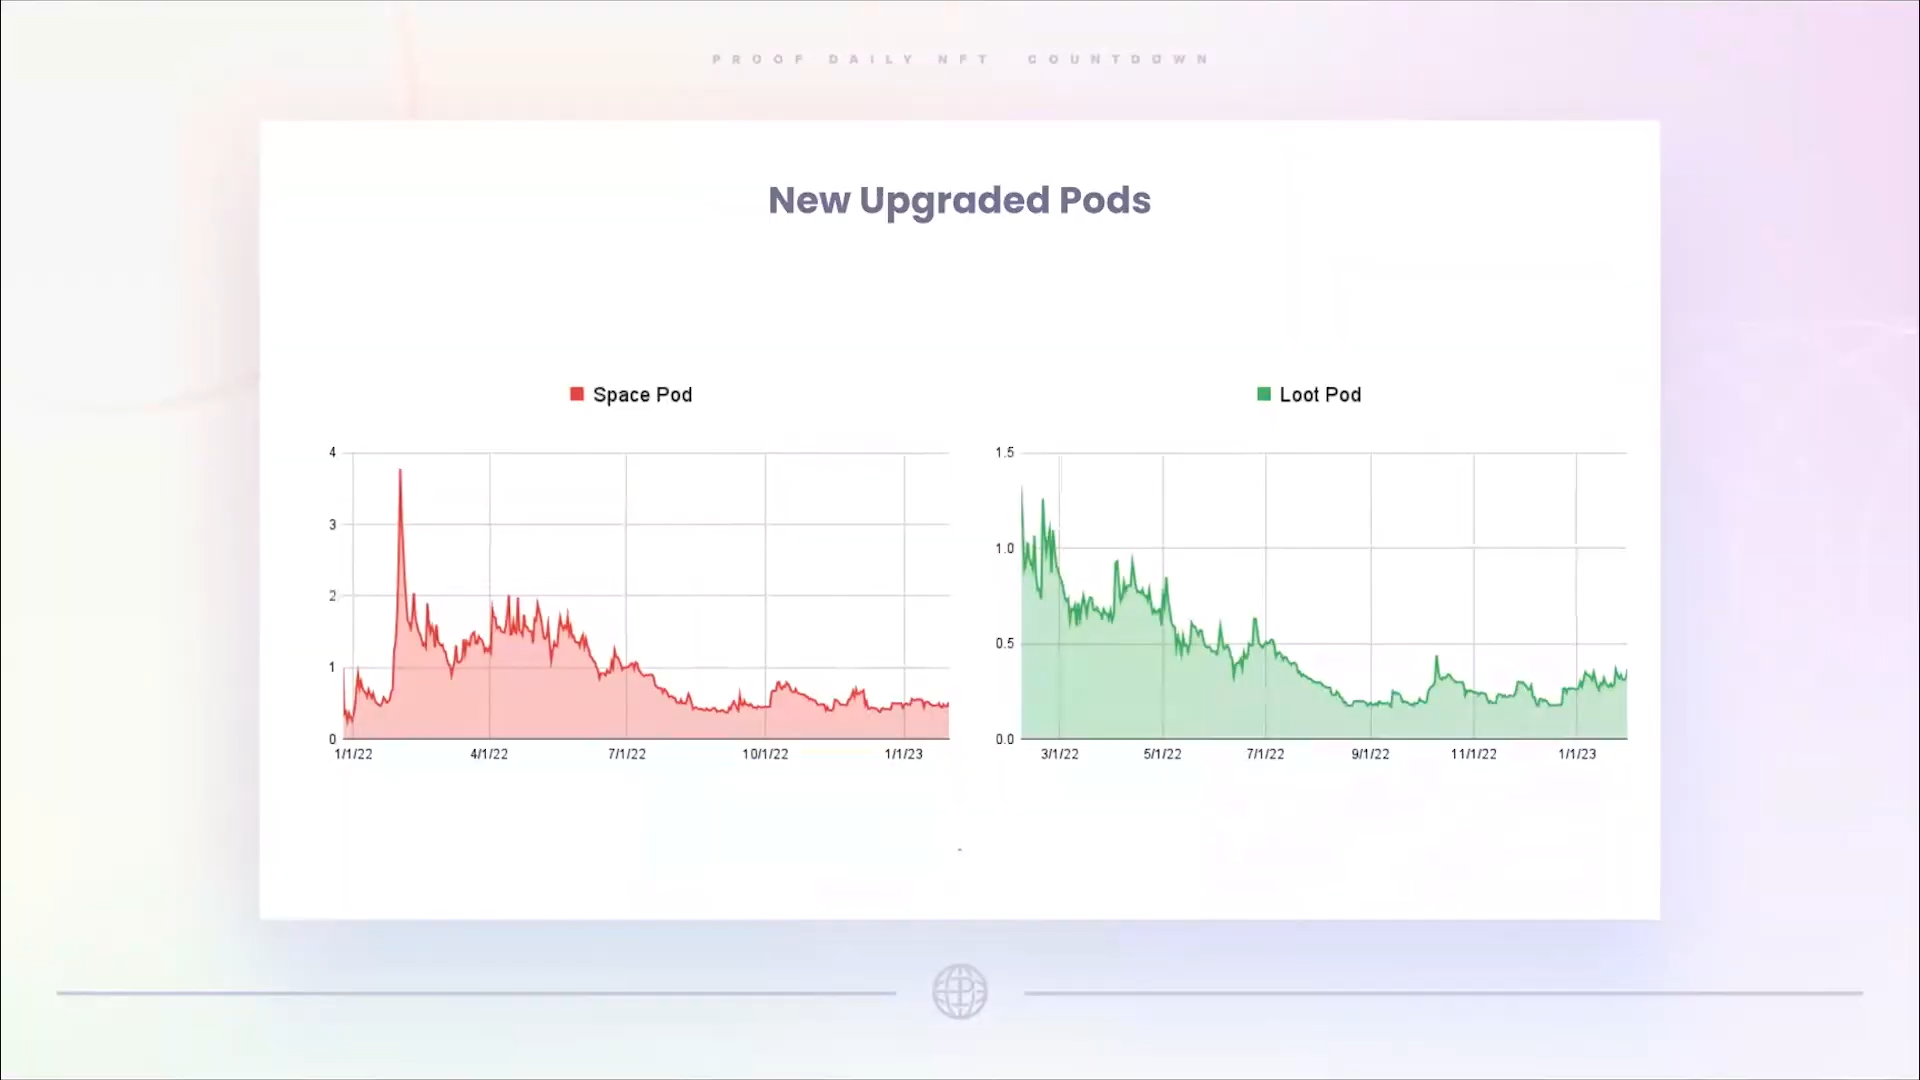 PROOF DAILY NFT COUNTDOWN
New Upgraded Pods
Space Pod
4
3
2
1
0
1/1/22 4/1/22 7/1/22 10/1/22 1/1/23
Loot Pod
1.5
1.0
0.5
0.0
3/1/22 5/1/22 7/1/22 9/1/22 11/1/22 1/1/23
P